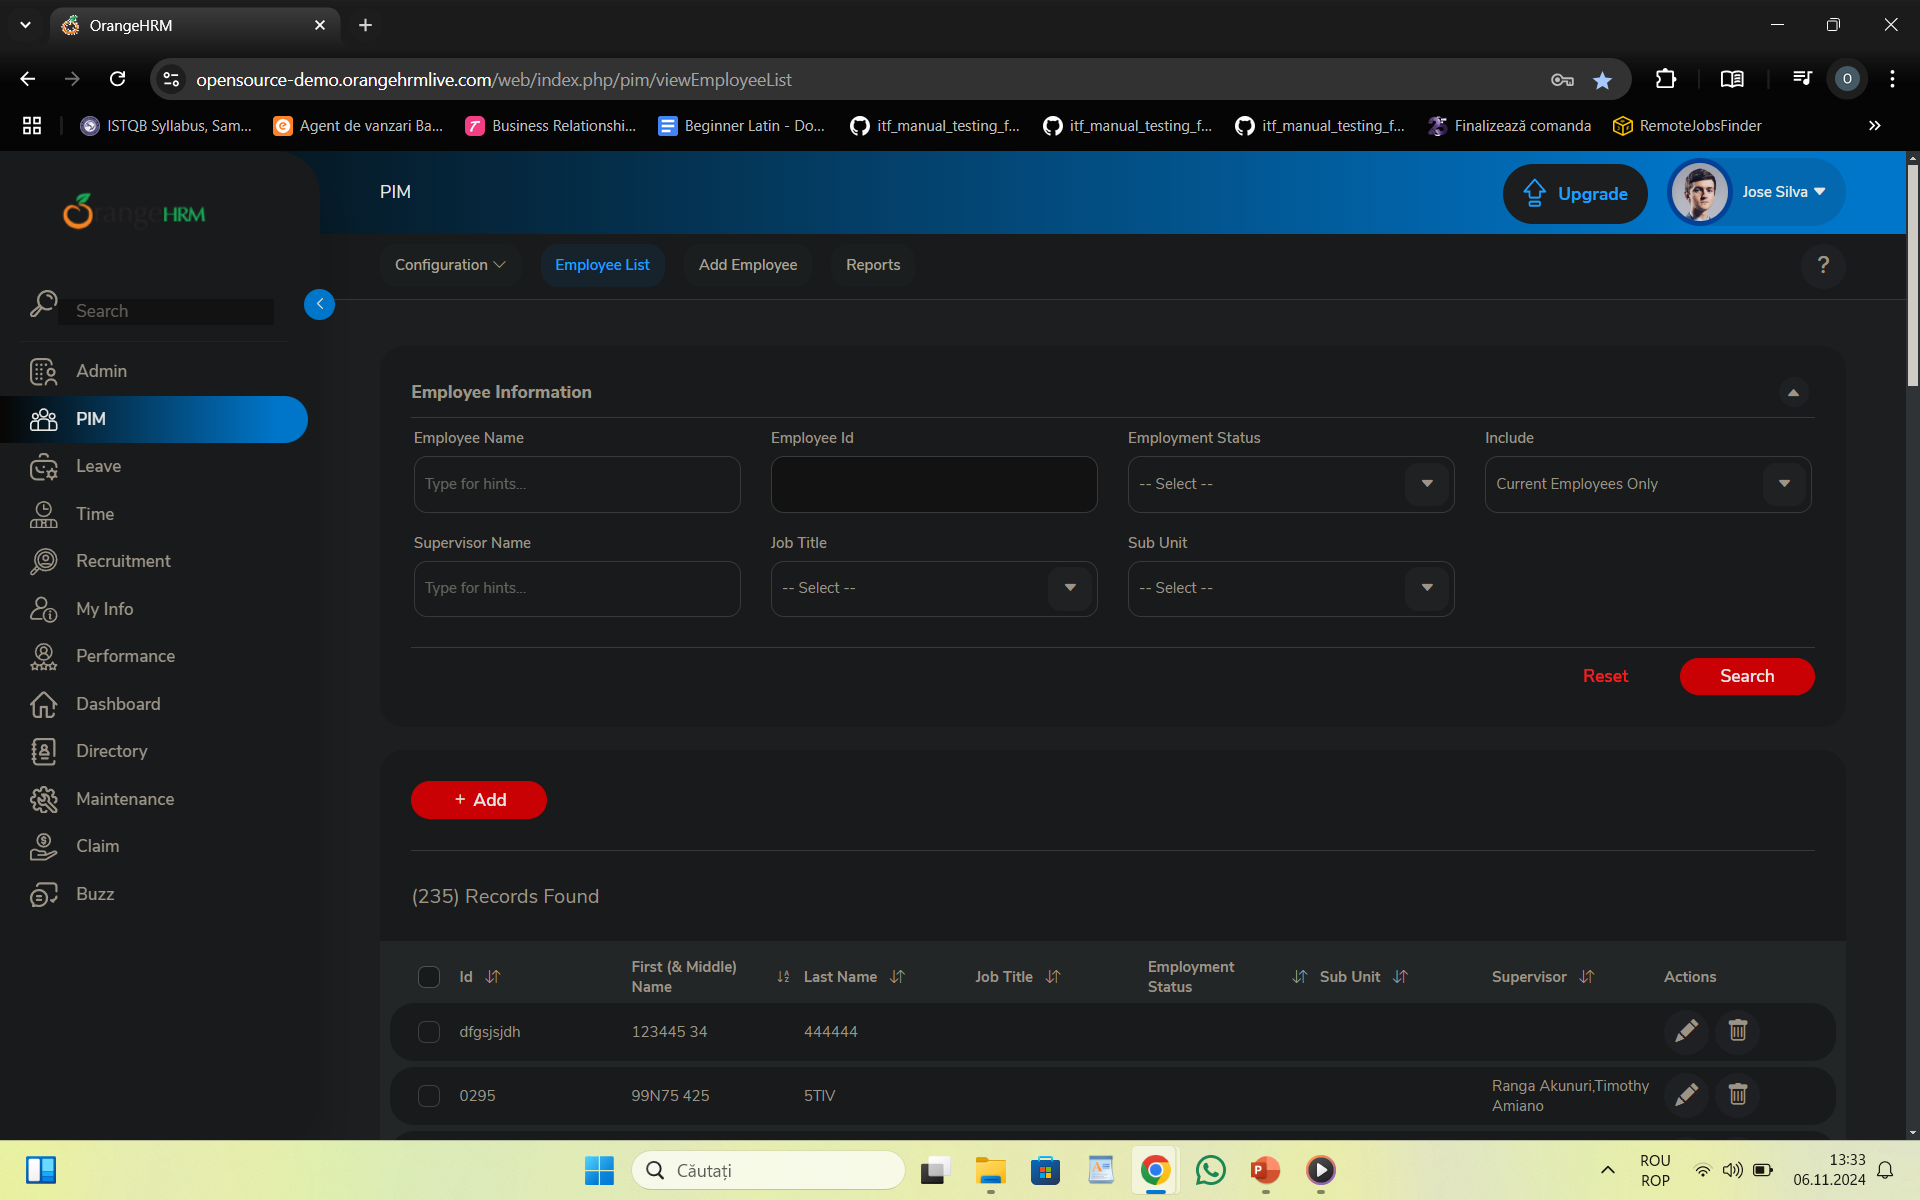 OrangeHRM
opensource-demo.orangehrmlive.com/web/index.php/pim/viewEmployeeList
O
ISTQB Syllabus, Sam...
Agent de vanzari Ba...
Business Relationshi...
Beginner Latin - Do...
itf_manual_testing_f...
itf_manual_testing_f...
itf_manual_testing_f...
Finalizează comanda
RemoteJobsFinder
OrangeHRM
PIM
Upgrade
Jose Silva
Configuration
Employee List
Add Employee
Reports
?
Search
Admin
PIM
Leave
Time
Recruitment
My Info
Performance
Dashboard
Directory
Maintenance
Claim
Buzz
Employee Information
Employee Name
Employee Id
Employment Status
Include
Type for hints...
-- Select --
Current Employees Only
Supervisor Name
Job Title
Sub Unit
Type for hints...
-- Select --
-- Select --
Reset
Search
+ Add
(235) Records Found
Id
First (& Middle)
Name
Last Name
Job Title
Employment
Status
Sub Unit
Supervisor
Actions
dfgsjsjdh
123445 34
444444
0295
99N75 425
5TIV
Ranga Akunuri,Timothy
Amiano
Căutați
ROU
ROP
13:33
06.11.2024